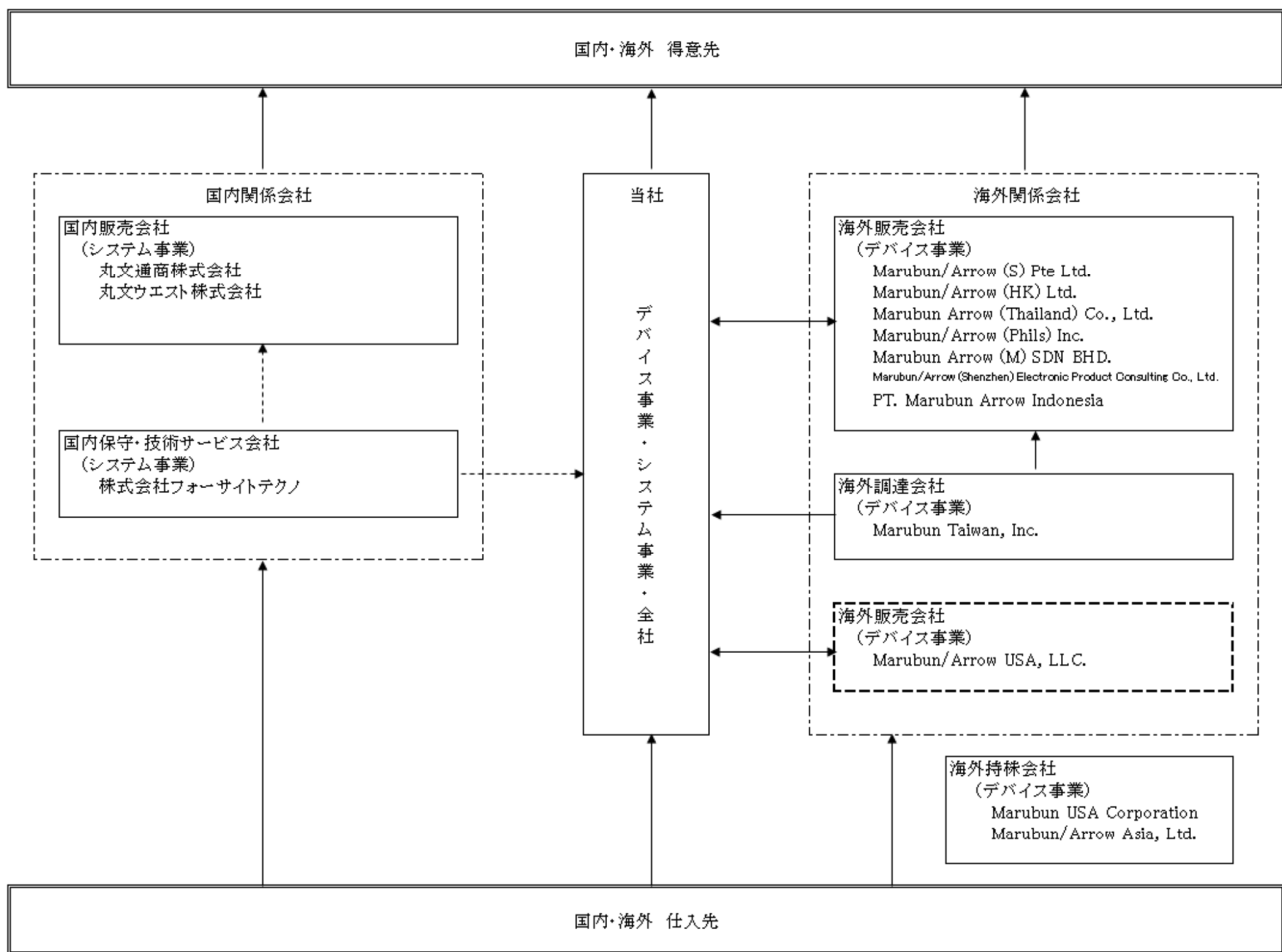 国内・海外 得意先
国内関係会社
国内販売会社
(システム事業)
丸文通商株式会社
丸文ウエスト株式会社
国内保守・技術サービス会社
(システム事業)
株式会社フォーサイトテクノ
当社
デバイス事業・システム事業・全社
海外関係会社
海外販売会社
(デバイス事業)
Marubun/Arrow (S) Pte Ltd.
Marubun/Arrow (HK) Ltd.
Marubun Arrow (Thailand) Co., Ltd.
Marubun/Arrow (Phils) Inc.
Marubun Arrow (M) SDN BHD.
Marubun/Arrow (Shenzhen) Electronic Product Consulting Co., Ltd.
PT. Marubun Arrow Indonesia
海外調達会社
(デバイス事業)
Marubun Taiwan, Inc.
海外販売会社
(デバイス事業)
Marubun/Arrow USA, LLC.
海外持株会社
(デバイス事業)
Marubun USA Corporation
Marubun/Arrow Asia, Ltd.
国内・海外 仕入先